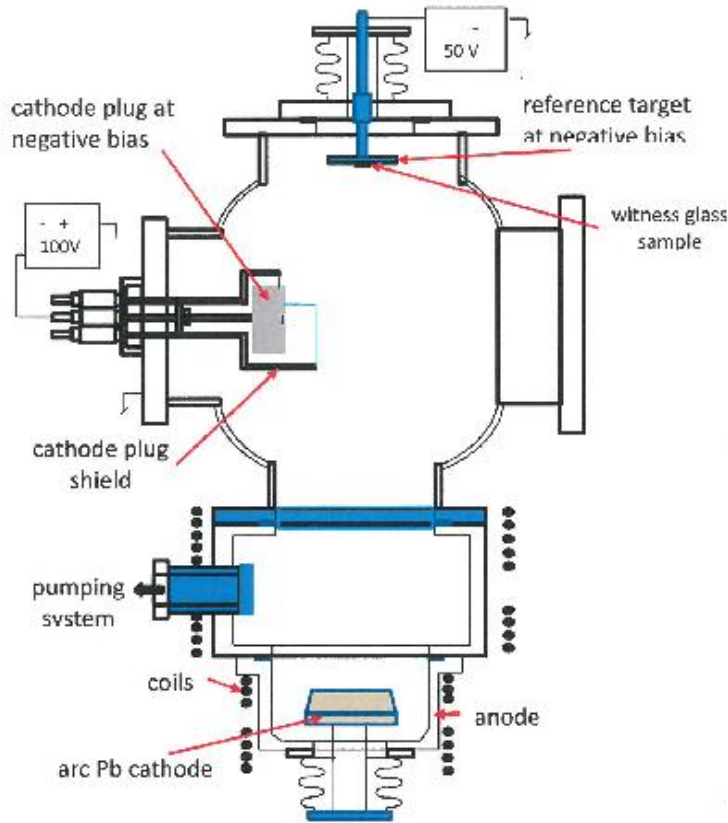 -
50 V
cathode plug at
negative bias
reference target
at negative bias
witness glass
sample
- +
100V
cathode plug
shield
pumping
system
coils
anode
arc Pb cathode